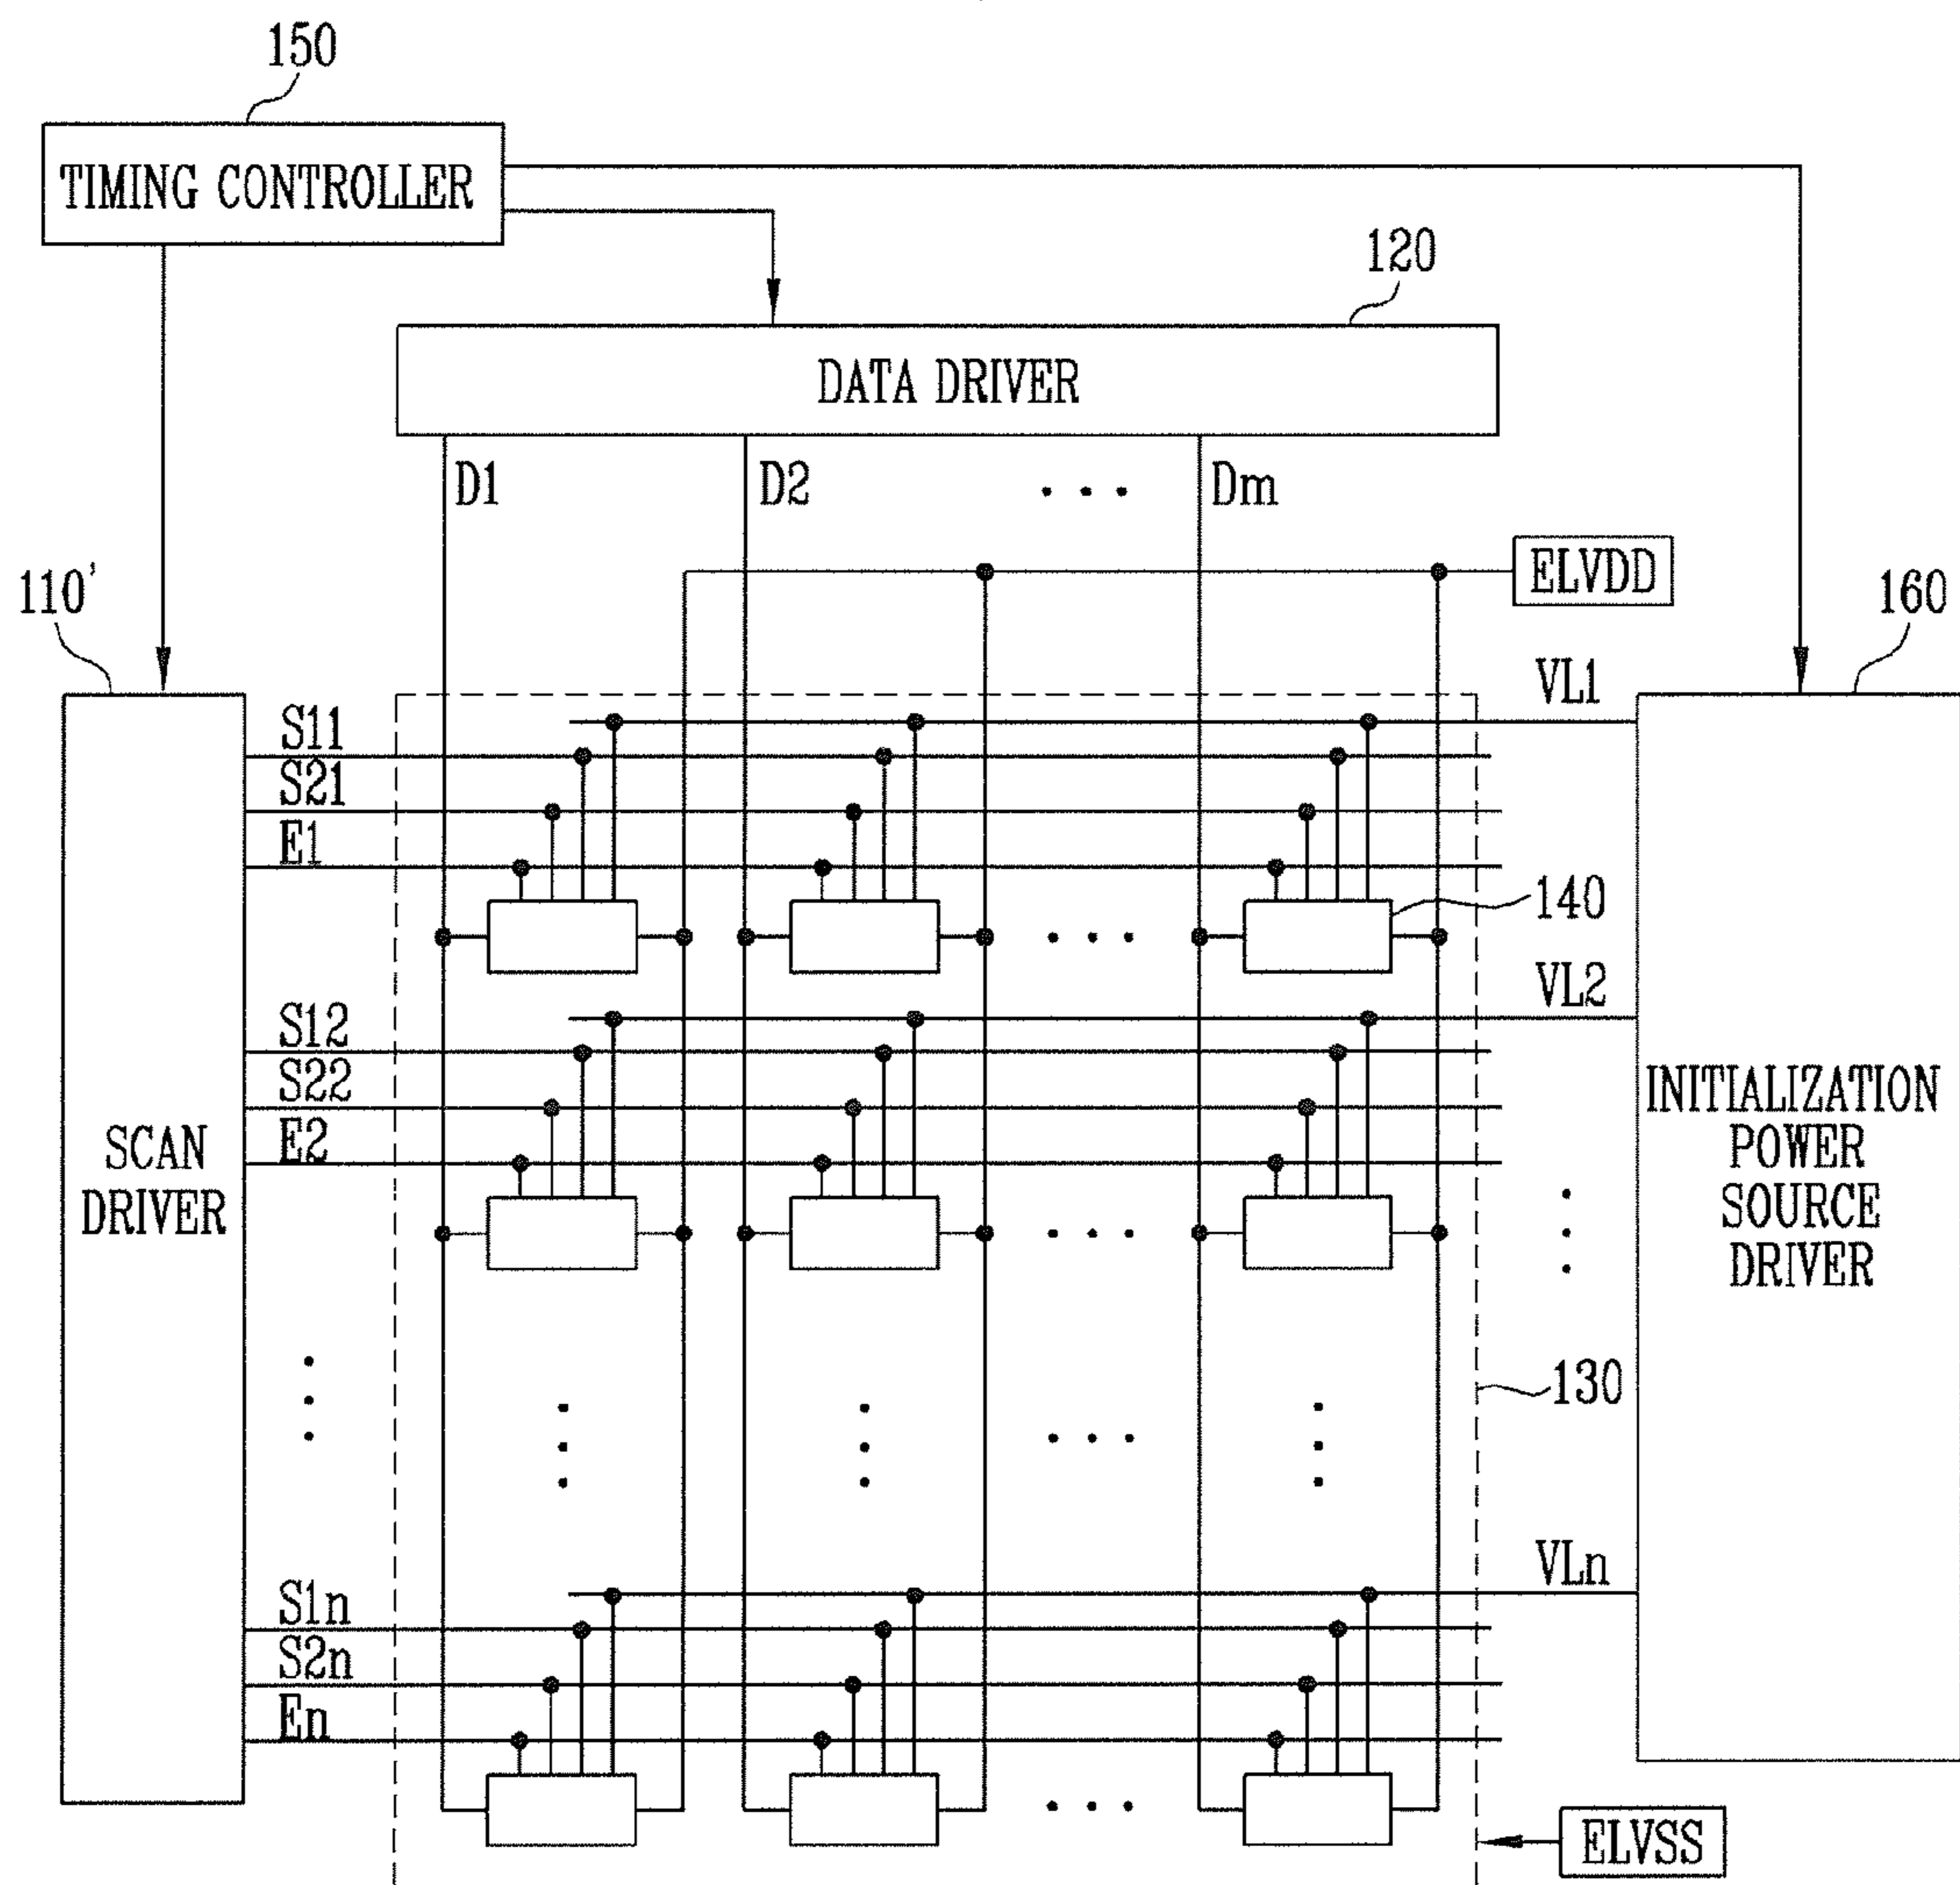 150
TIMING CONTROLLER
120
DATA DRIVER
D1
D2
. . .
Dm
ELVDD
110'
160
VL1
S11
S21
E1
140
. . .
VL2
S12
S22
E2
. . .
SCAN
DRIVER
INITIALIZATION
POWER
SOURCE
DRIVER
130
. . .
VLn
S1n
S2n
En
. . .
ELVSS